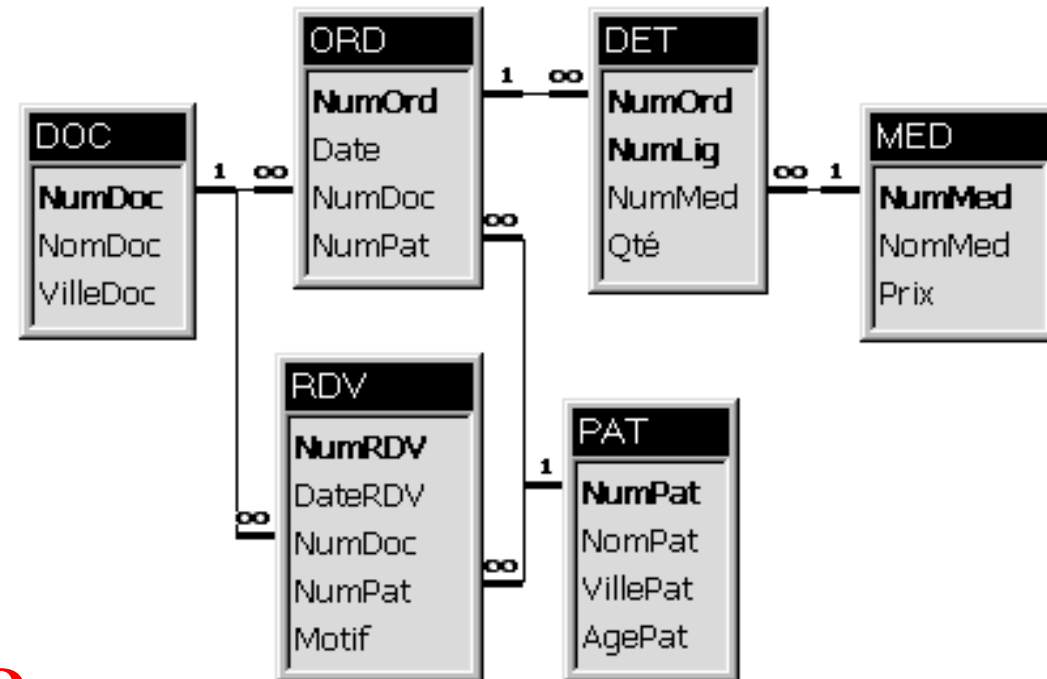 ORD
NumOrd
Date
NumDoc
NumPat
DET
NumOrd
NumLig
NumMed
Qté
DOC
NumDoc
NomDoc
VilleDoc
MED
NumMed
NomMed
Prix
1 ∞
1 ∞
∞ 1
∞
RDV
NumRDV
DateRDV
NumDoc
NumPat
Motif
PAT
NumPat
NomPat
VillePat
AgePat
1
∞
∞